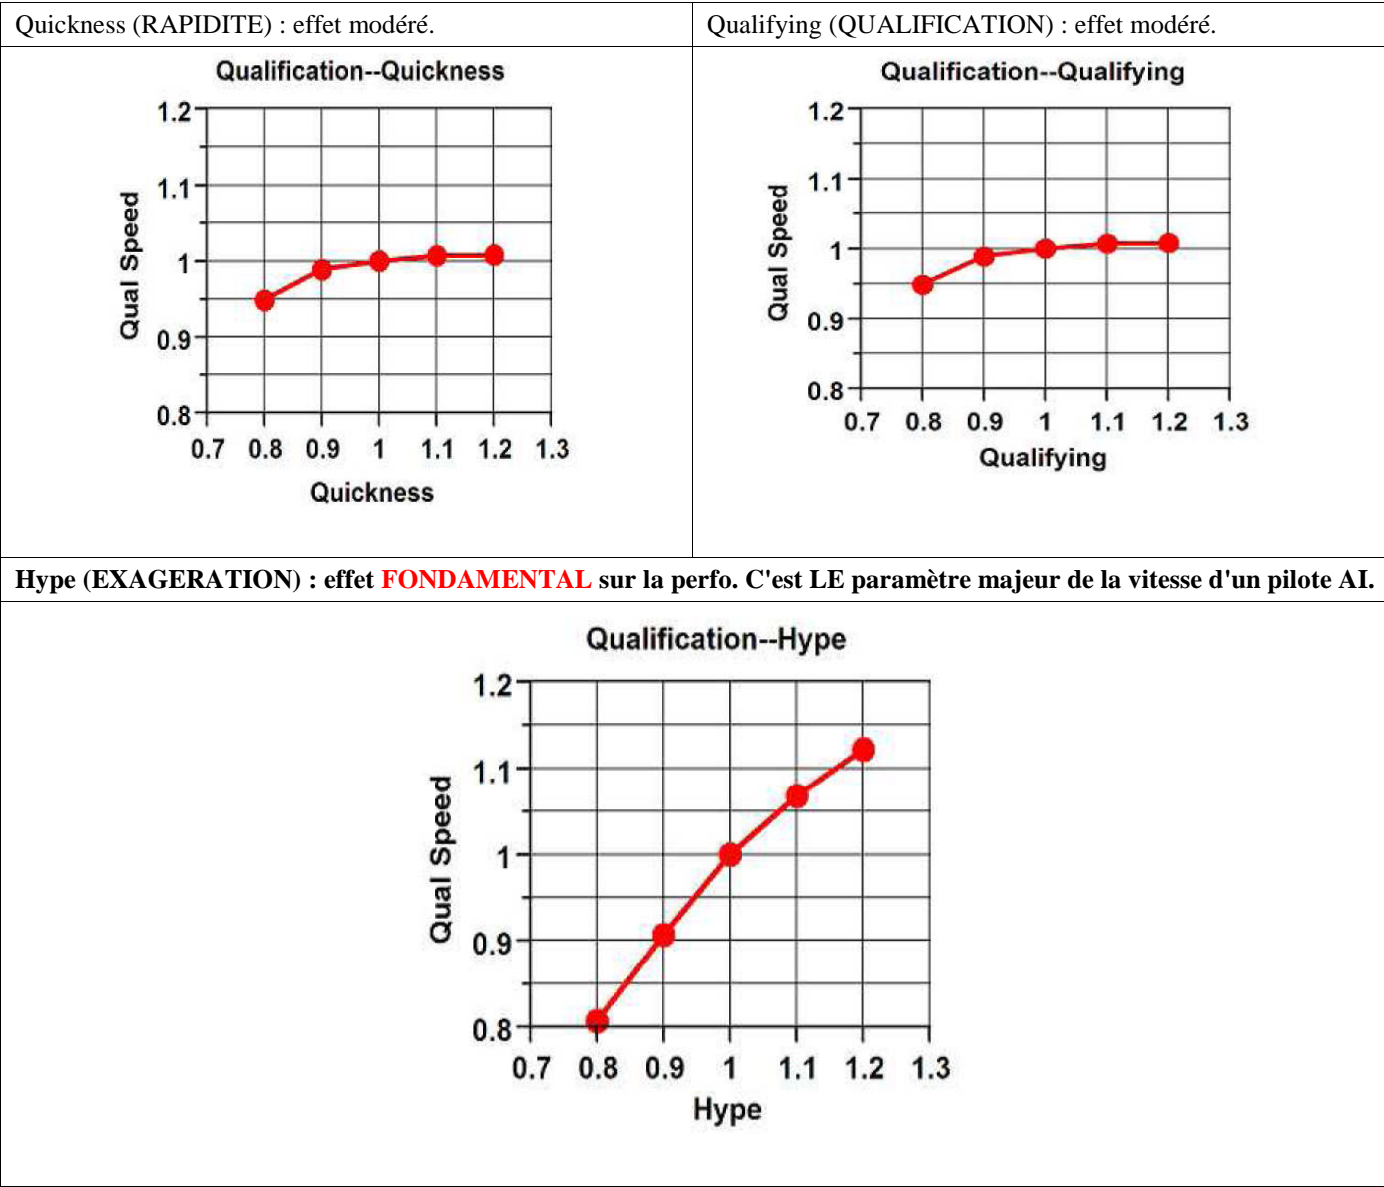 Quickness (RAPIDITE) : effet modéré.
Qualifying (QUALIFICATION) : effet modéré.
Qualification--Quickness
1.2
1.1
1
0.9
0.8
Qual Speed
0.7 0.8 0.9 1 1.1 1.2 1.3
Quickness
Qualification--Qualifying
1.2
1.1
1
0.9
0.8
Qual Speed
0.7 0.8 0.9 1 1.1 1.2 1.3
Qualifying
Hype (EXAGERATION) : effet FONDAMENTAL sur la perfo. C'est LE paramètre majeur de la vitesse d'un pilote AI.
Qualification--Hype
1.2
1.1
1
0.9
0.8
Qual Speed
0.7 0.8 0.9 1 1.1 1.2 1.3
Hype